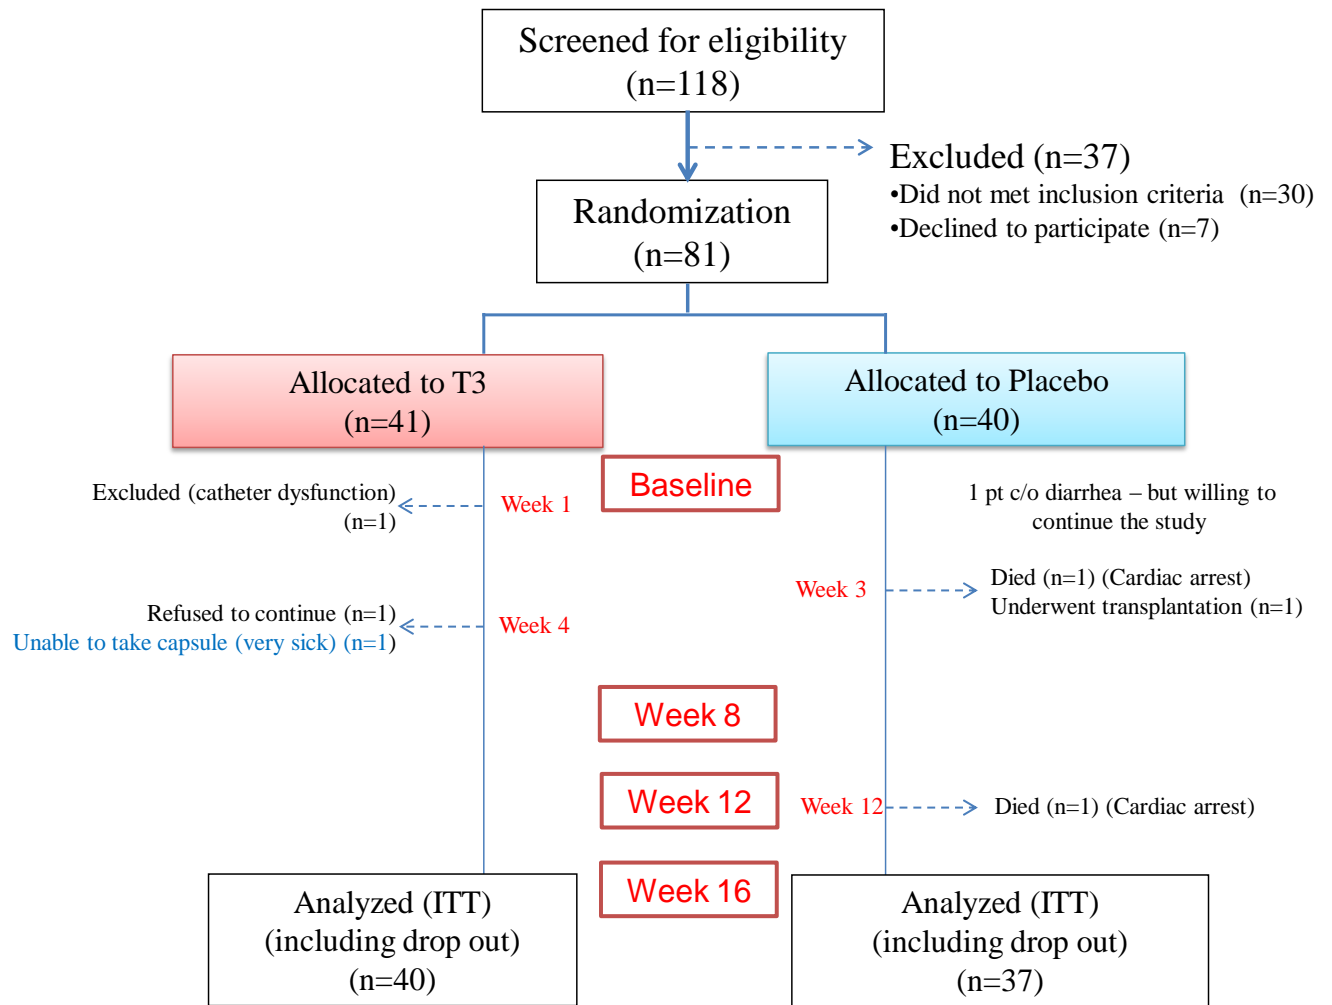 Screened for eligibility
(n=118)
Excluded (n=37)
•Did not met inclusion criteria (n=30)
•Declined to participate (n=7)
Randomization
(n=81)
Allocated to T3
(n=41)
Allocated to Placebo
(n=40)
Baseline
Excluded (catheter dysfunction)
(n=1)
Week 1
1 pt c/o diarrhea – but willing to
continue the study
Week 3
Died (n=1) (Cardiac arrest)
Underwent transplantation (n=1)
Refused to continue (n=1)
Unable to take capsule (very sick) (n=1)
Week 4
Week 8
Week 12
Week 12
Died (n=1) (Cardiac arrest)
Week 16
Analyzed (ITT)
(including drop out)
(n=40)
Analyzed (ITT)
(including drop out)
(n=37)